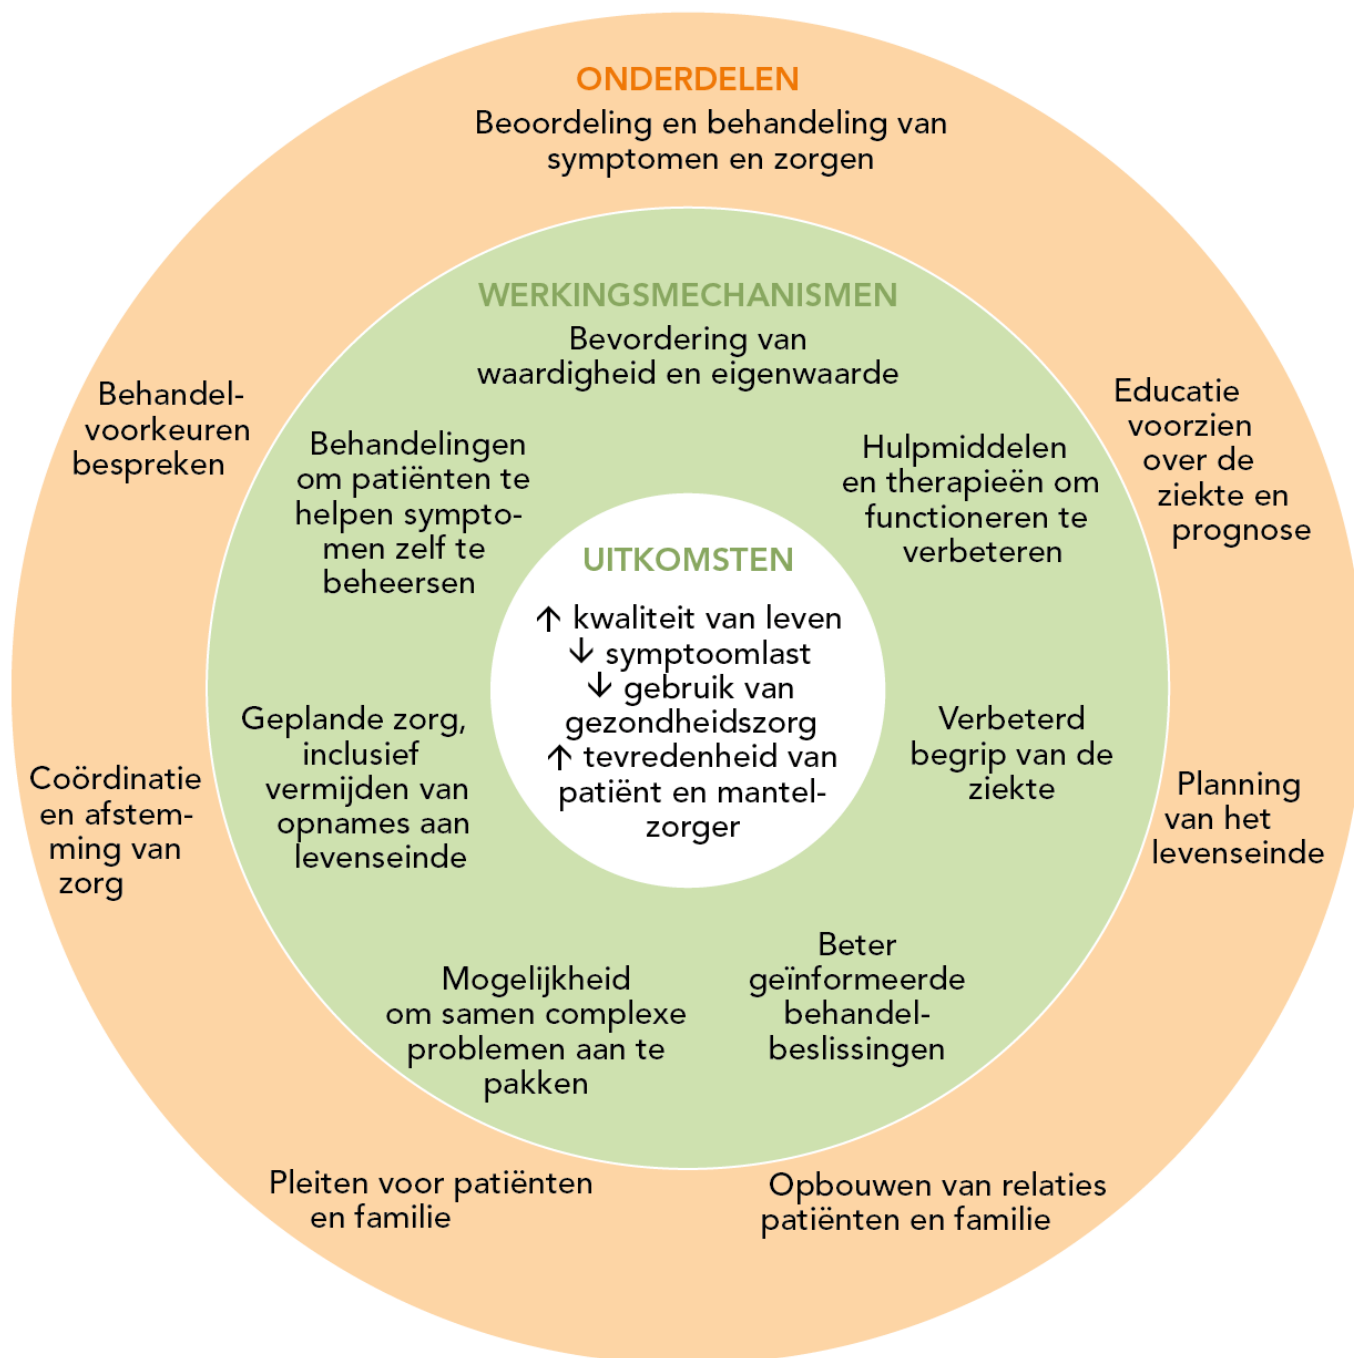 ONDERDELEN
Beoordeling en behandeling van
symptomen en zorgen
Educatie
voorzien
over de
ziekte en
prognose
Planning
van het
levenseinde
Opbouwen van relaties
patiënten en familie
Pleiten voor patiënten
en familie
Coördinatie
en afstem-
ming van
zorg
Behandel-
voorkeuren
bespreken
WERKINGSMECHANISMEN
Bevordering van
waardigheid en eigenwaarde
Hulpmiddelen
en therapieën om
functioneren te
verbeteren
Verbeterd
begrip van de
ziekte
Beter
geïnformeerde
behandel-
beslissingen
Mogelijkheid
om samen complexe
problemen aan te
pakken
Geplande zorg,
inclusief
vermijden van
opnames aan
levenseinde
Behandelingen
om patiënten te
helpen sympto-
men zelf te
beheersen
UITKOMSTEN
↑ kwaliteit van leven
↓ symptoomlast
↓ gebruik van
gezondheidszorg
↑ tevredenheid van
patiënt en mantel-
zorger